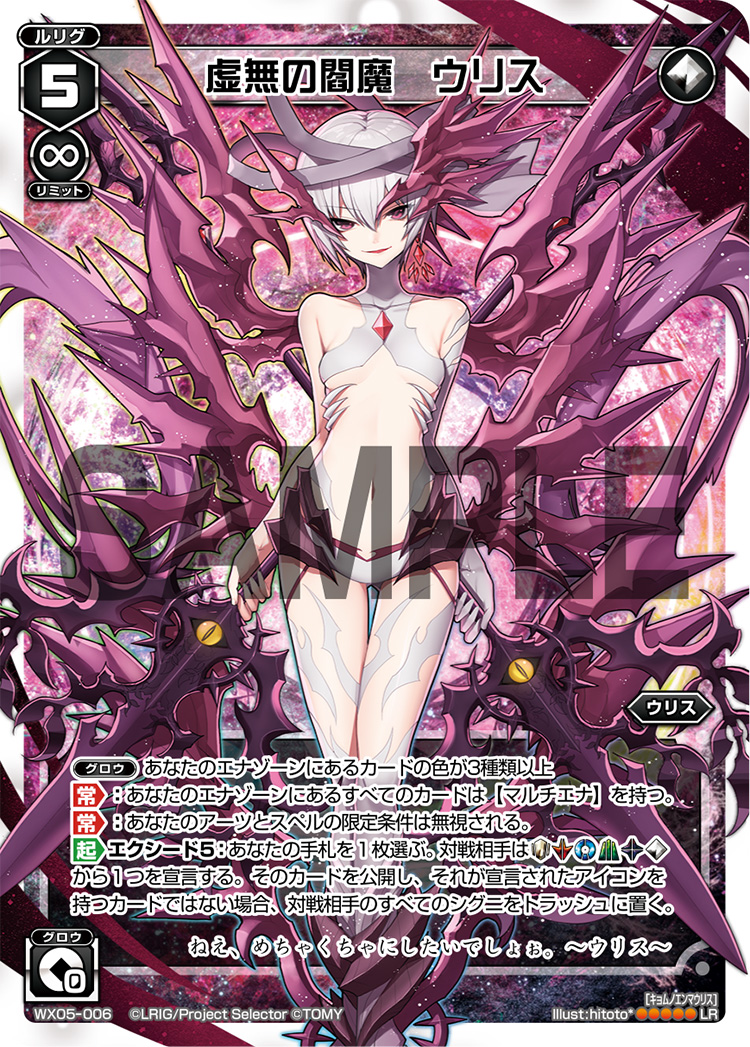 ルリグ
5
虚無の閻魔 ウリス
∞
リミット
SAMPLE
ウリス
グロウ あなたのエナゾーンにあるカードの色が3種類以上
常:あなたのエナゾーンにあるすべてのカードは【マルチエナ】を持つ。
常:あなたのアーツとスペルの限定条件は無視される。
起 エクシード5:あなたの手札を1枚選ぶ。対戦相手は
から1つを宣言する。そのカードを公開し、それが宣言されたアイコンを
持つカードではない場合、対戦相手のすべてのシグニをトラッシュに置く。
ねえ、めちゃくちゃにしたいでしょぉ。～ウリス～
グロウ
0
[キョムノエンマウリス]
WX05-006 ©LRIG/Project Selector ©TOMY Illust:hitoto* LR